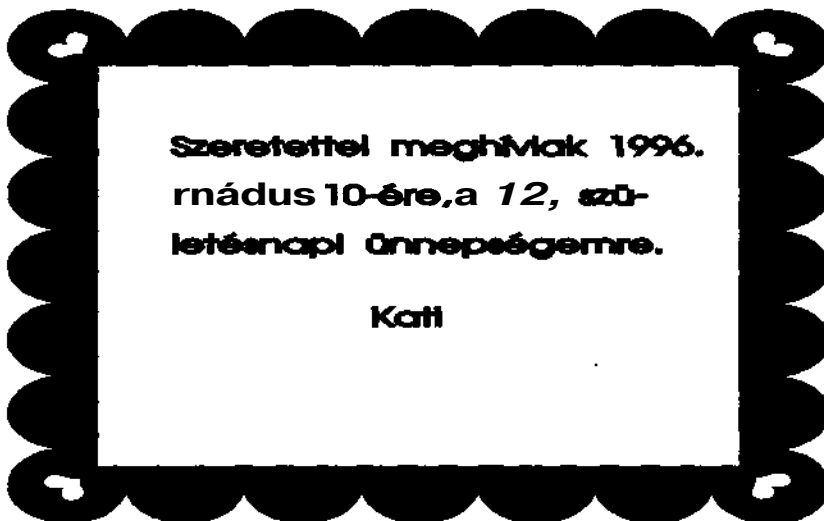 Szeretettel meghívlak 1996.
rnádus 10-ére,a 12, szü-
letésnapi ünnepségemre.
Kati